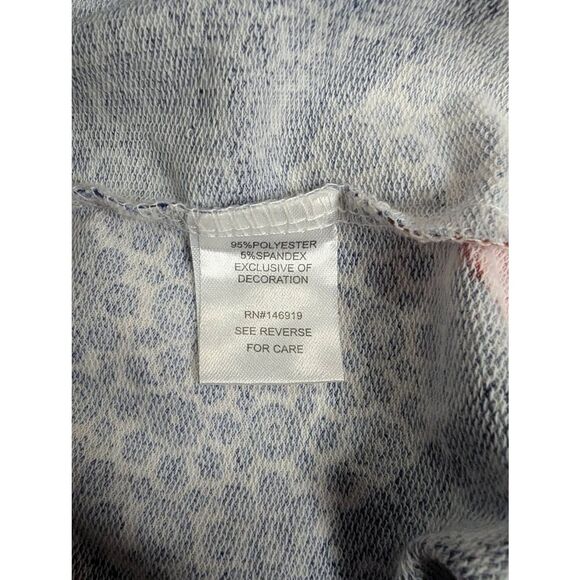 95%POLYESTER
5%SPANDEX
EXCLUSIVE OF
DECORATION
RN#146919
SEE REVERSE
FOR CARE